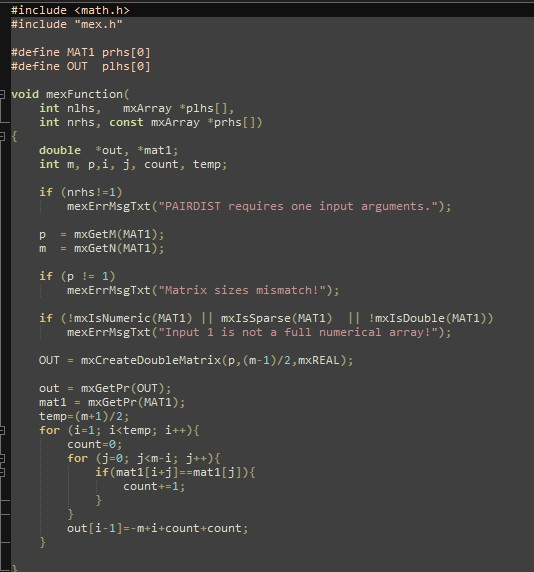 #include <math.h>
#include "mex.h"

#define MAT1 prhs[0]
#define OUT  plhs[0]

void mexFunction(
    int nlhs,   mxArray *plhs[],
    int nrhs, const mxArray *prhs[])
{
    double  *out, *mat1;
    int m, p,i, j, count, temp;

    if (nrhs!=1)
        mexErrMsgTxt("PAIRDIST requires one input arguments.");

    p  = mxGetM(MAT1);
    m  = mxGetN(MAT1);

    if (p != 1)
        mexErrMsgTxt("Matrix sizes mismatch!");

    if (!mxIsNumeric(MAT1) || mxIsSparse(MAT1)  || !mxIsDouble(MAT1))
        mexErrMsgTxt("Input 1 is not a full numerical array!");

    OUT = mxCreateDoubleMatrix(p,(m-1)/2,mxREAL);

    out = mxGetPr(OUT);
    mat1 = mxGetPr(MAT1);
    temp=(m+1)/2;
    for (i=1; i<temp; i++){
        count=0;
        for (j=0; j<m-i; j++){
            if(mat1[i+j]==mat1[j]){
                count+=1;
            }
        }
        out[i-1]=-m+i+count+count;
    }

}